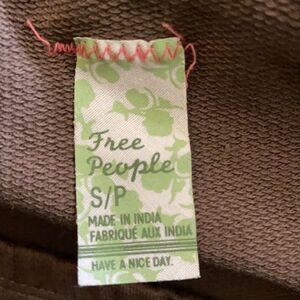 Free
People
S/P
MADE IN INDIA
FABRIQUÉ AUX INDIA
HAVE A NICE DAY.